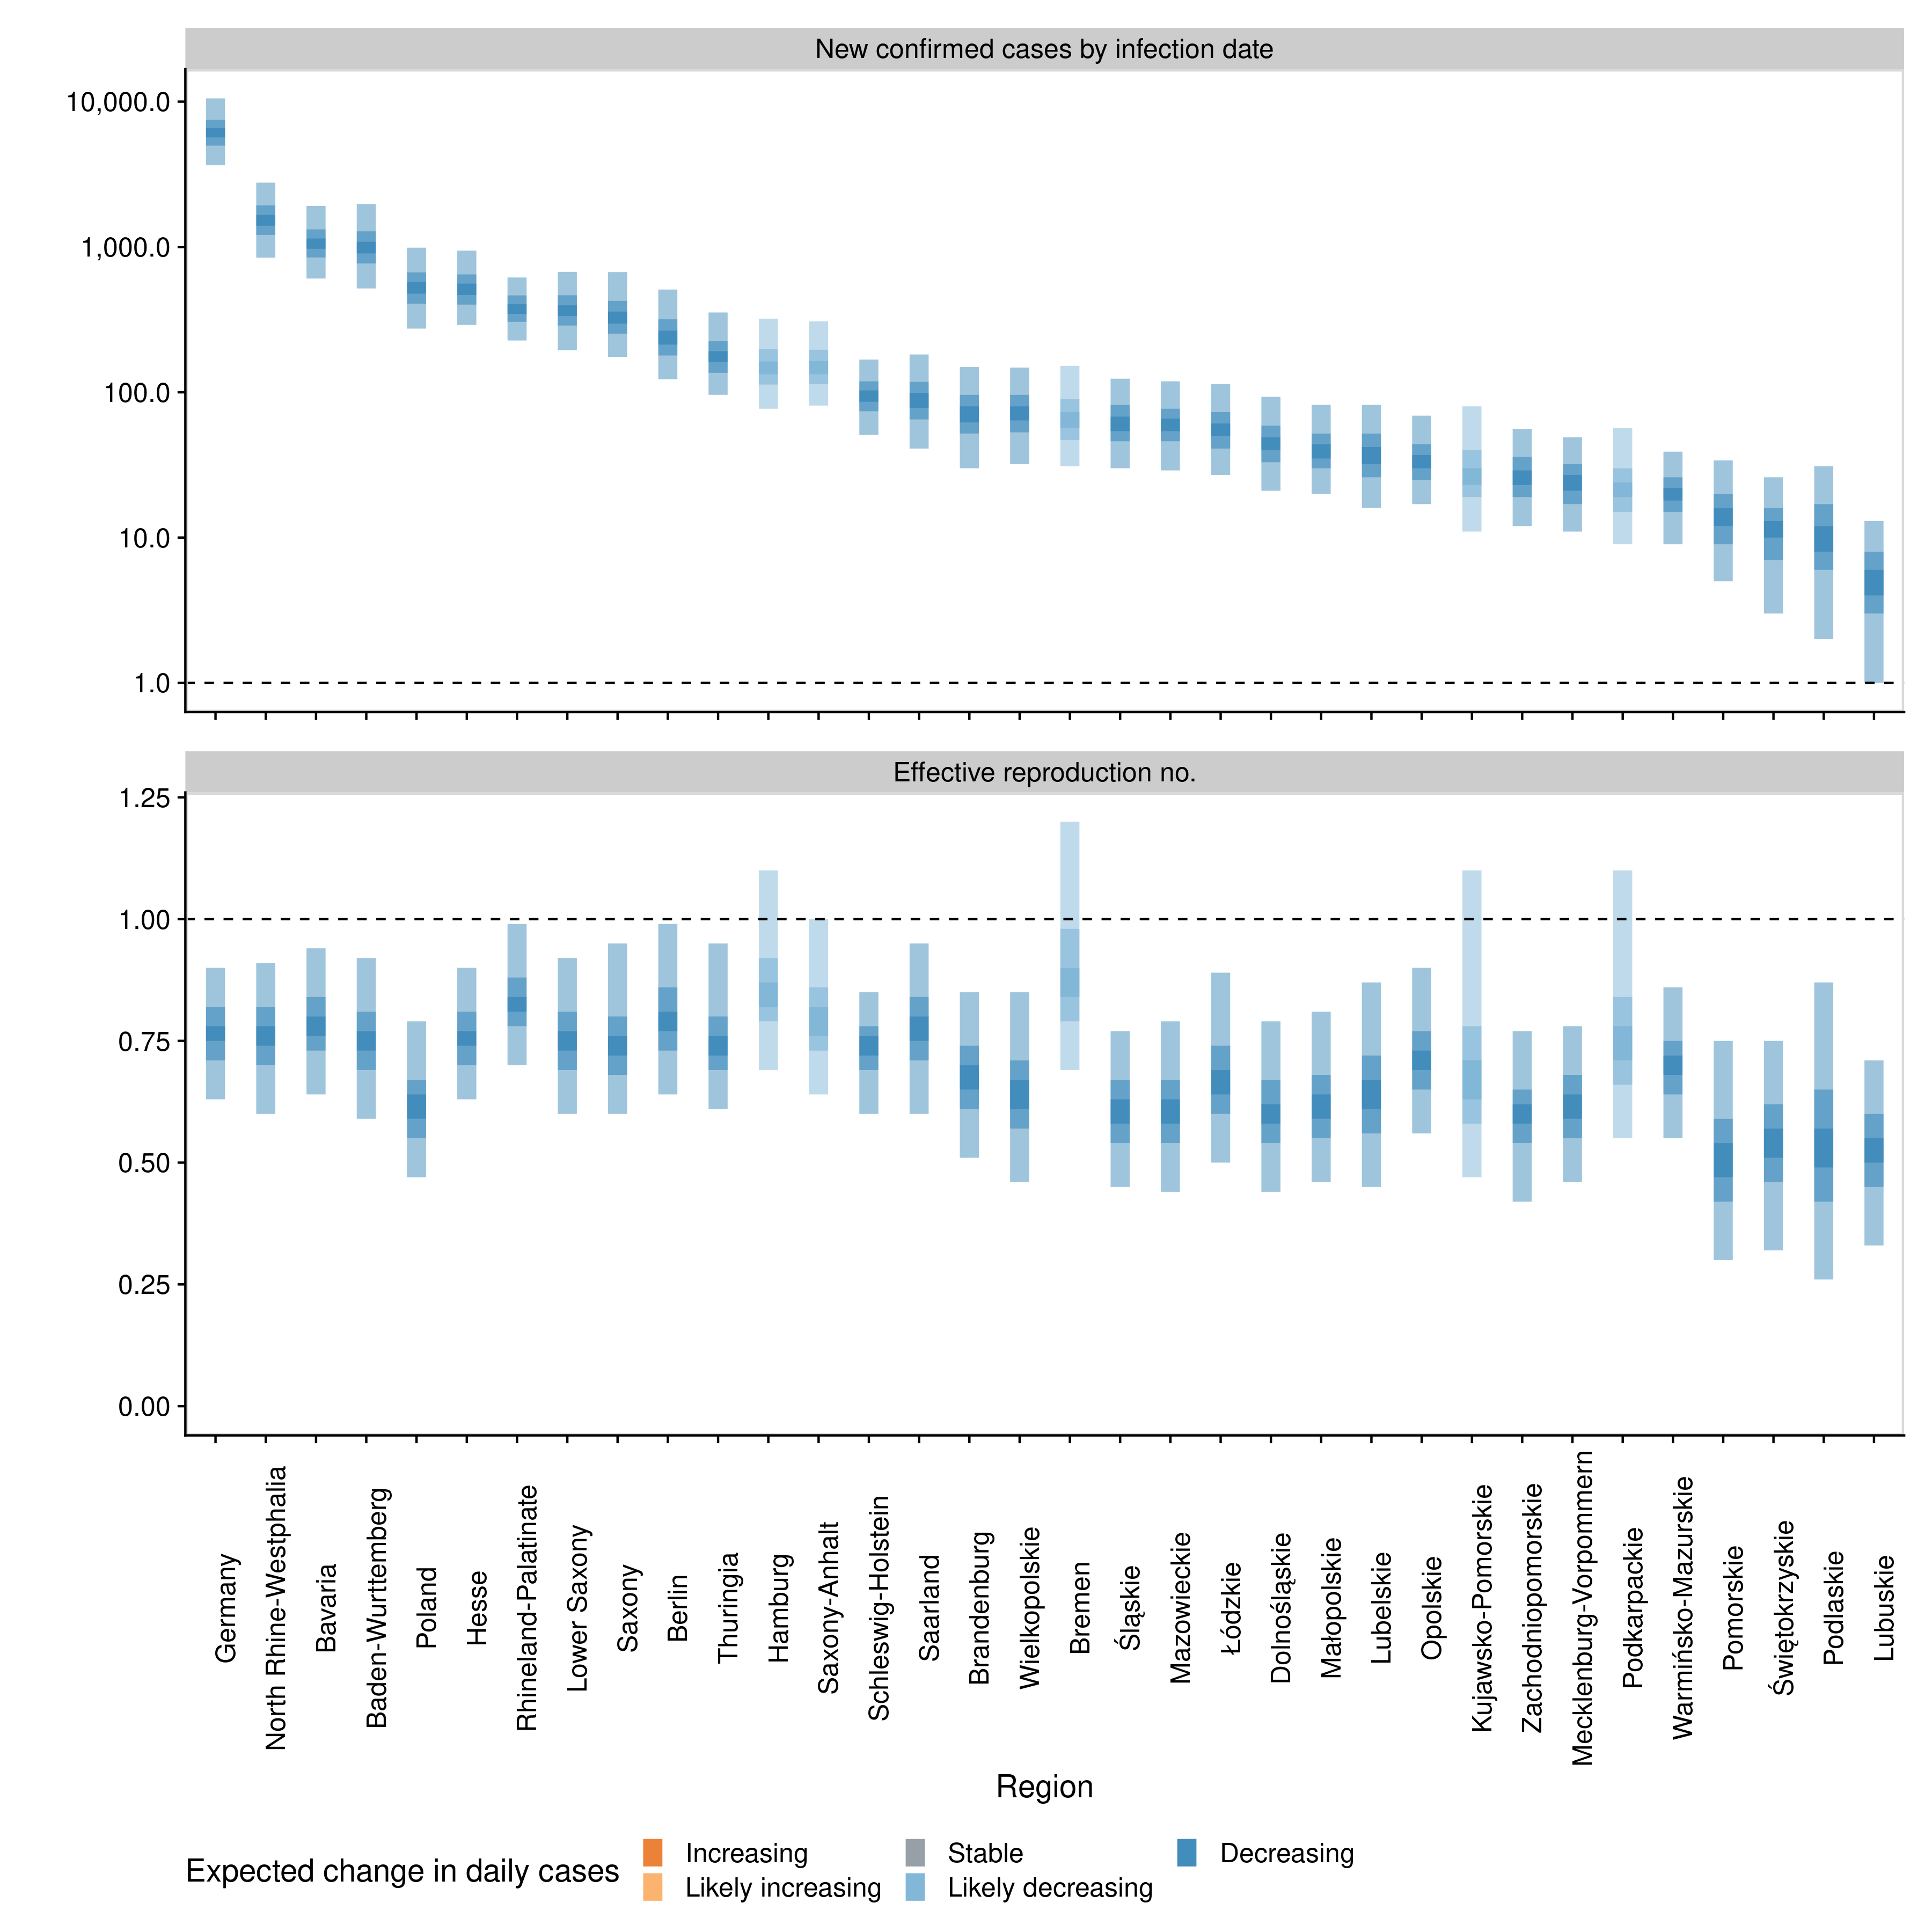 New confirmed cases by infection date
10,000.0
1,000.0
100.0
10.0
1.0
Effective reproduction no.
1.25
1.00
0.75
0.50
0.25
0.00
Germany
North Rhine-Westphalia
Bavaria
Baden-Wurttemberg
Poland
Hesse
Rhineland-Palatinate
Lower Saxony
Saxony
Berlin
Thuringia
Hamburg
Saxony-Anhalt
Schleswig-Holstein
Saarland
Brandenburg
Wielkopolskie
Bremen
Śląskie
Mazowieckie
Łódzkie
Dolnośląskie
Małopolskie
Lubelskie
Opolskie
Kujawsko-Pomorskie
Zachodniopomorskie
Mecklenburg-Vorpommern
Podkarpackie
Warmińsko-Mazurskie
Pomorskie
Świętokrzyskie
Podlaskie
Lubuskie
Region
Expected change in daily cases
Increasing
Likely increasing
Stable
Likely decreasing
Decreasing